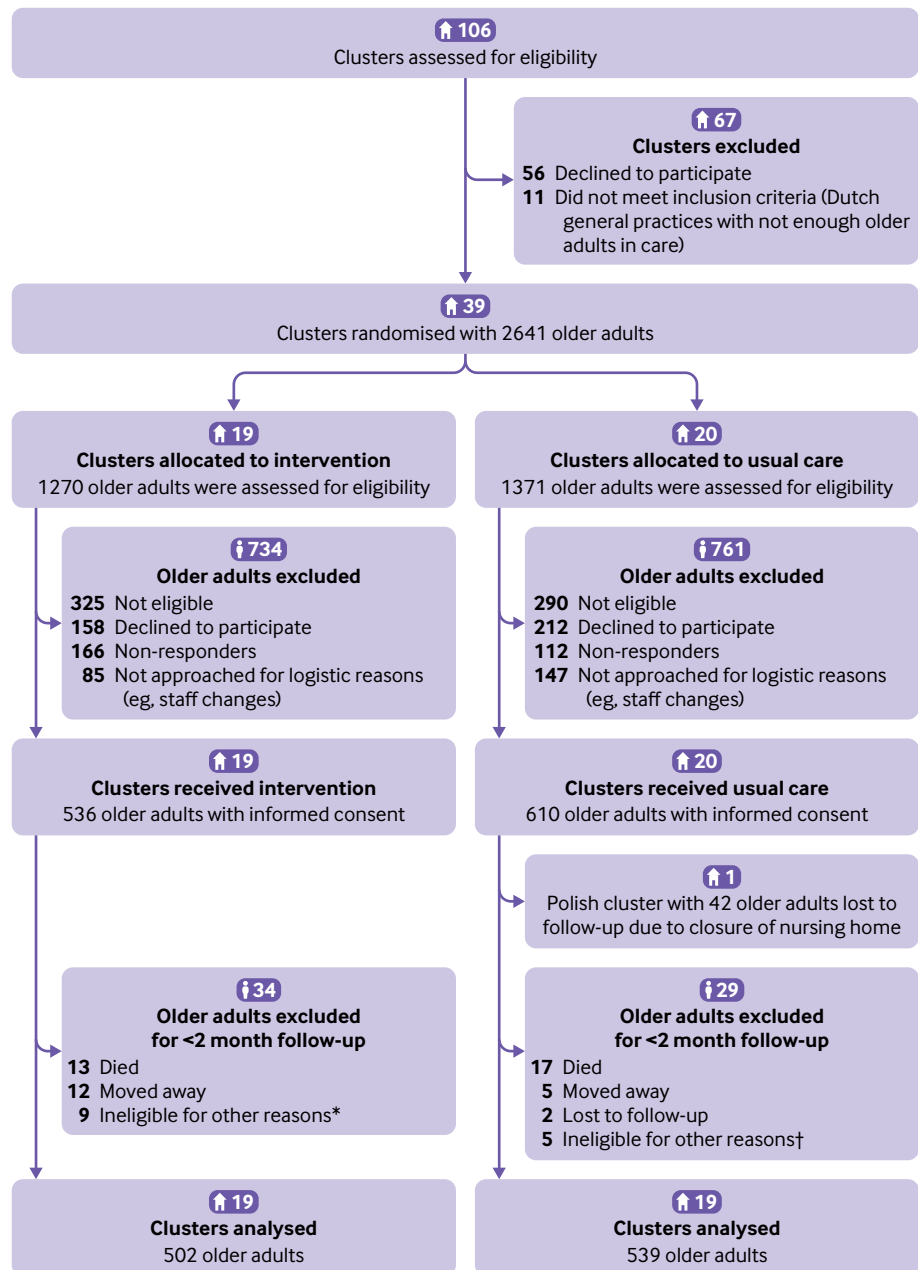 106
Clusters assessed for eligibility
67
Clusters excluded
56 Declined to participate
11 Did not meet inclusion criteria (Dutch
general practices with not enough older
adults in care)
39
Clusters randomised with 2641 older adults
19
Clusters allocated to intervention
1270 older adults were assessed for eligibility
20
Clusters allocated to usual care
1371 older adults were assessed for eligibility
734
Older adults excluded
325 Not eligible
158 Declined to participate
166 Non-responders
85 Not approached for logistic reasons
(eg, staff changes)
761
Older adults excluded
290 Not eligible
212 Declined to participate
112 Non-responders
147 Not approached for logistic reasons
(eg, staff changes)
19
Clusters received intervention
536 older adults with informed consent
20
Clusters received usual care
610 older adults with informed consent
1
Polish cluster with 42 older adults lost to
follow-up due to closure of nursing home
34
Older adults excluded
for <2 month follow-up
13 Died
12 Moved away
9 Ineligible for other reasons*
29
Older adults excluded
for <2 month follow-up
17 Died
5 Moved away
2 Lost to follow-up
5 Ineligible for other reasons†
19
Clusters analysed
502 older adults
19
Clusters analysed
539 older adults